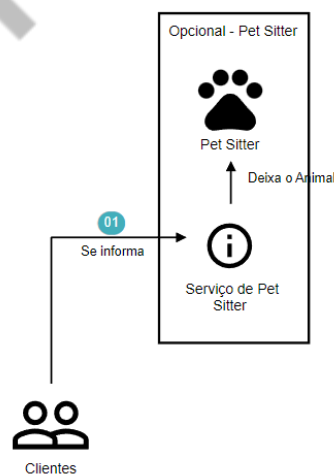 Opcional - Pet Sitter
Pet Sitter
Deixa o Animal
01
Se informa
Serviço de Pet
Sitter
Clientes